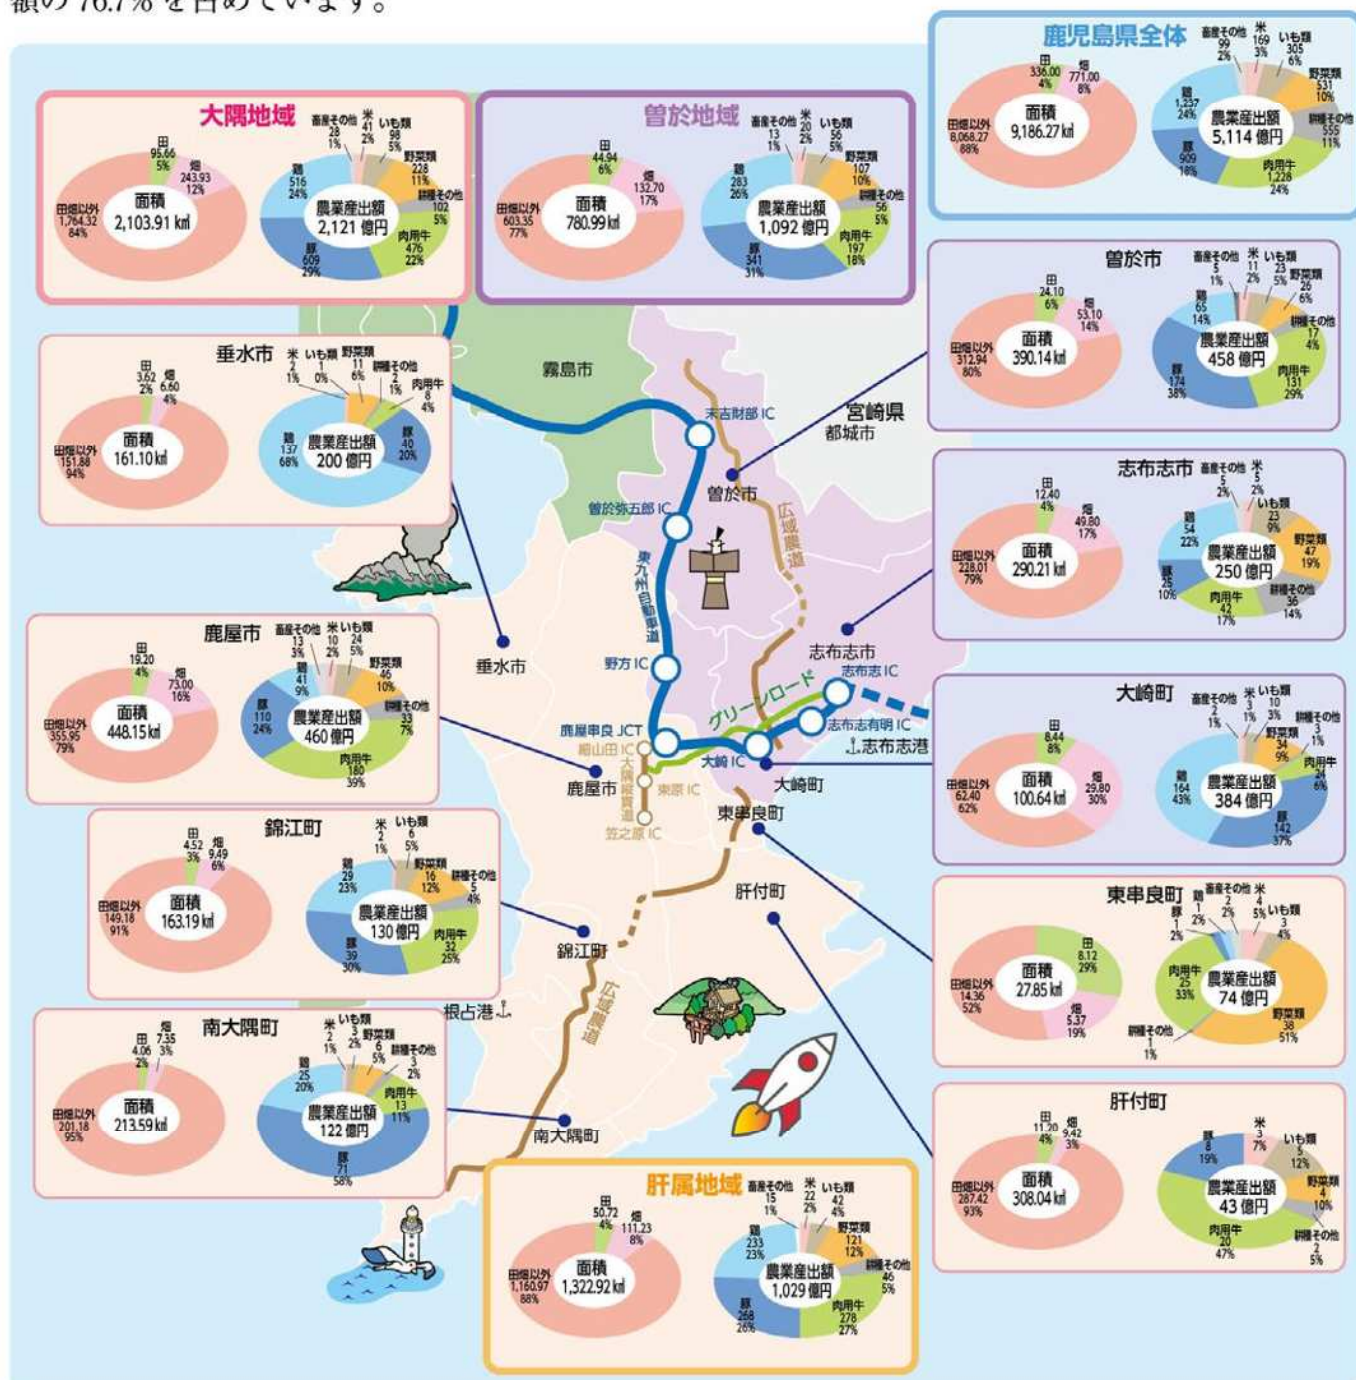 額の 76.7% を占めています。
鹿児島県全体
田
336.00
4%
畑
771.00
8%
田畑以外
8,068.27
88%
面積
9,186.27 ㎢
畜産その他
99
2%
米
169
3%
いも類
305
6%
野菜類
531
10%
耕種その他
555
11%
肉用牛
1,228
24%
豚
909
18%
鶏
1,237
24%
農業産出額
5,114 億円
大隅地域
田
95.66
5%
畑
243.93
12%
田畑以外
1,764.32
84%
面積
2,103.91 ㎢
畜産その他
28
1%
米
41
2%
いも類
98
5%
野菜類
228
11%
耕種その他
102
5%
肉用牛
476
22%
豚
609
29%
鶏
516
24%
農業産出額
2,121 億円
曽於地域
田
44.94
6%
畑
132.70
17%
田畑以外
603.35
77%
面積
780.99 ㎢
畜産その他
13
1%
米
20
2%
いも類
56
5%
野菜類
107
10%
耕種その他
56
5%
肉用牛
197
18%
豚
341
31%
鶏
283
26%
農業産出額
1,092 億円
曽於市
田
24.10
6%
畑
53.10
14%
田畑以外
312.94
80%
面積
390.14 ㎢
畜産その他
5
1%
米
11
2%
いも類
23
5%
野菜類
26
6%
耕種その他
17
4%
肉用牛
131
29%
豚
174
38%
鶏
65
14%
農業産出額
458 億円
垂水市
田
3.62
2%
畑
6.60
4%
田畑以外
151.88
94%
面積
161.10 ㎢
米
2
1%
いも類
1
0%
野菜類
11
6%
耕種その他
2
1%
肉用牛
8
4%
豚
40
20%
鶏
137
68%
農業産出額
200 億円
志布志市
田
12.40
4%
畑
49.80
17%
田畑以外
228.01
79%
面積
290.21 ㎢
畜産その他
5
2%
米
5
2%
いも類
23
9%
野菜類
47
19%
耕種その他
36
14%
肉用牛
42
17%
豚
25
10%
鶏
54
22%
農業産出額
250 億円
鹿屋市
田
19.20
4%
畑
73.00
16%
田畑以外
355.95
79%
面積
448.15 ㎢
畜産その他
13
3%
米
10
2%
いも類
24
5%
野菜類
46
10%
耕種その他
33
7%
肉用牛
180
39%
豚
110
24%
鶏
41
9%
農業産出額
460 億円
大崎町
田
8.44
8%
畑
29.80
30%
田畑以外
62.40
62%
面積
100.64 ㎢
畜産その他
2
1%
米
3
1%
いも類
10
3%
野菜類
34
9%
耕種その他
3
1%
肉用牛
24
6%
豚
142
37%
鶏
164
43%
農業産出額
384 億円
錦江町
田
4.52
3%
畑
9.49
6%
田畑以外
149.18
91%
面積
163.19 ㎢
米
2
1%
いも類
6
5%
野菜類
16
12%
耕種その他
5
4%
肉用牛
32
25%
豚
39
30%
鶏
29
23%
農業産出額
130 億円
東串良町
田
8.12
29%
畑
5.37
19%
田畑以外
14.36
52%
面積
27.85 ㎢
豚
1
2%
鶏
1
2%
畜産その他
2
2%
米
4
5%
いも類
3
4%
野菜類
38
51%
耕種その他
1
1%
肉用牛
25
33%
農業産出額
74 億円
南大隅町
田
4.06
2%
畑
7.35
3%
田畑以外
201.18
95%
面積
213.59 ㎢
米
2
1%
いも類
3
2%
野菜類
6
5%
耕種その他
3
2%
肉用牛
13
11%
豚
71
58%
鶏
25
20%
農業産出額
122 億円
肝付町
田
11.20
4%
畑
9.42
3%
田畑以外
287.42
93%
面積
308.04 ㎢
米
3
7%
いも類
5
12%
野菜類
4
10%
耕種その他
2
5%
肉用牛
20
47%
豚
8
19%
農業産出額
43 億円
肝属地域
田
50.72
4%
畑
111.23
8%
田畑以外
1,160.97
88%
面積
1,322.92 ㎢
畜産その他
15
1%
米
22
2%
いも類
42
4%
野菜類
121
12%
耕種その他
46
5%
肉用牛
278
27%
豚
268
26%
鶏
233
23%
農業産出額
1,029 億円
霧島市
宮崎県
都城市
末吉財部 IC
曽於市
曽於弥五郎 IC
広域農道
東九州自動車道
垂水市
野方 IC
志布志市
志布志 IC
グリーンロード
志布志有明 IC
志布志港
鹿屋串良 JCT
細山田 IC
大崎 IC
大崎町
鹿屋市
大隅縦貫道
東原 IC
笠之原 IC
東串良町
肝付町
錦江町
根占港
広域農道
南大隅町